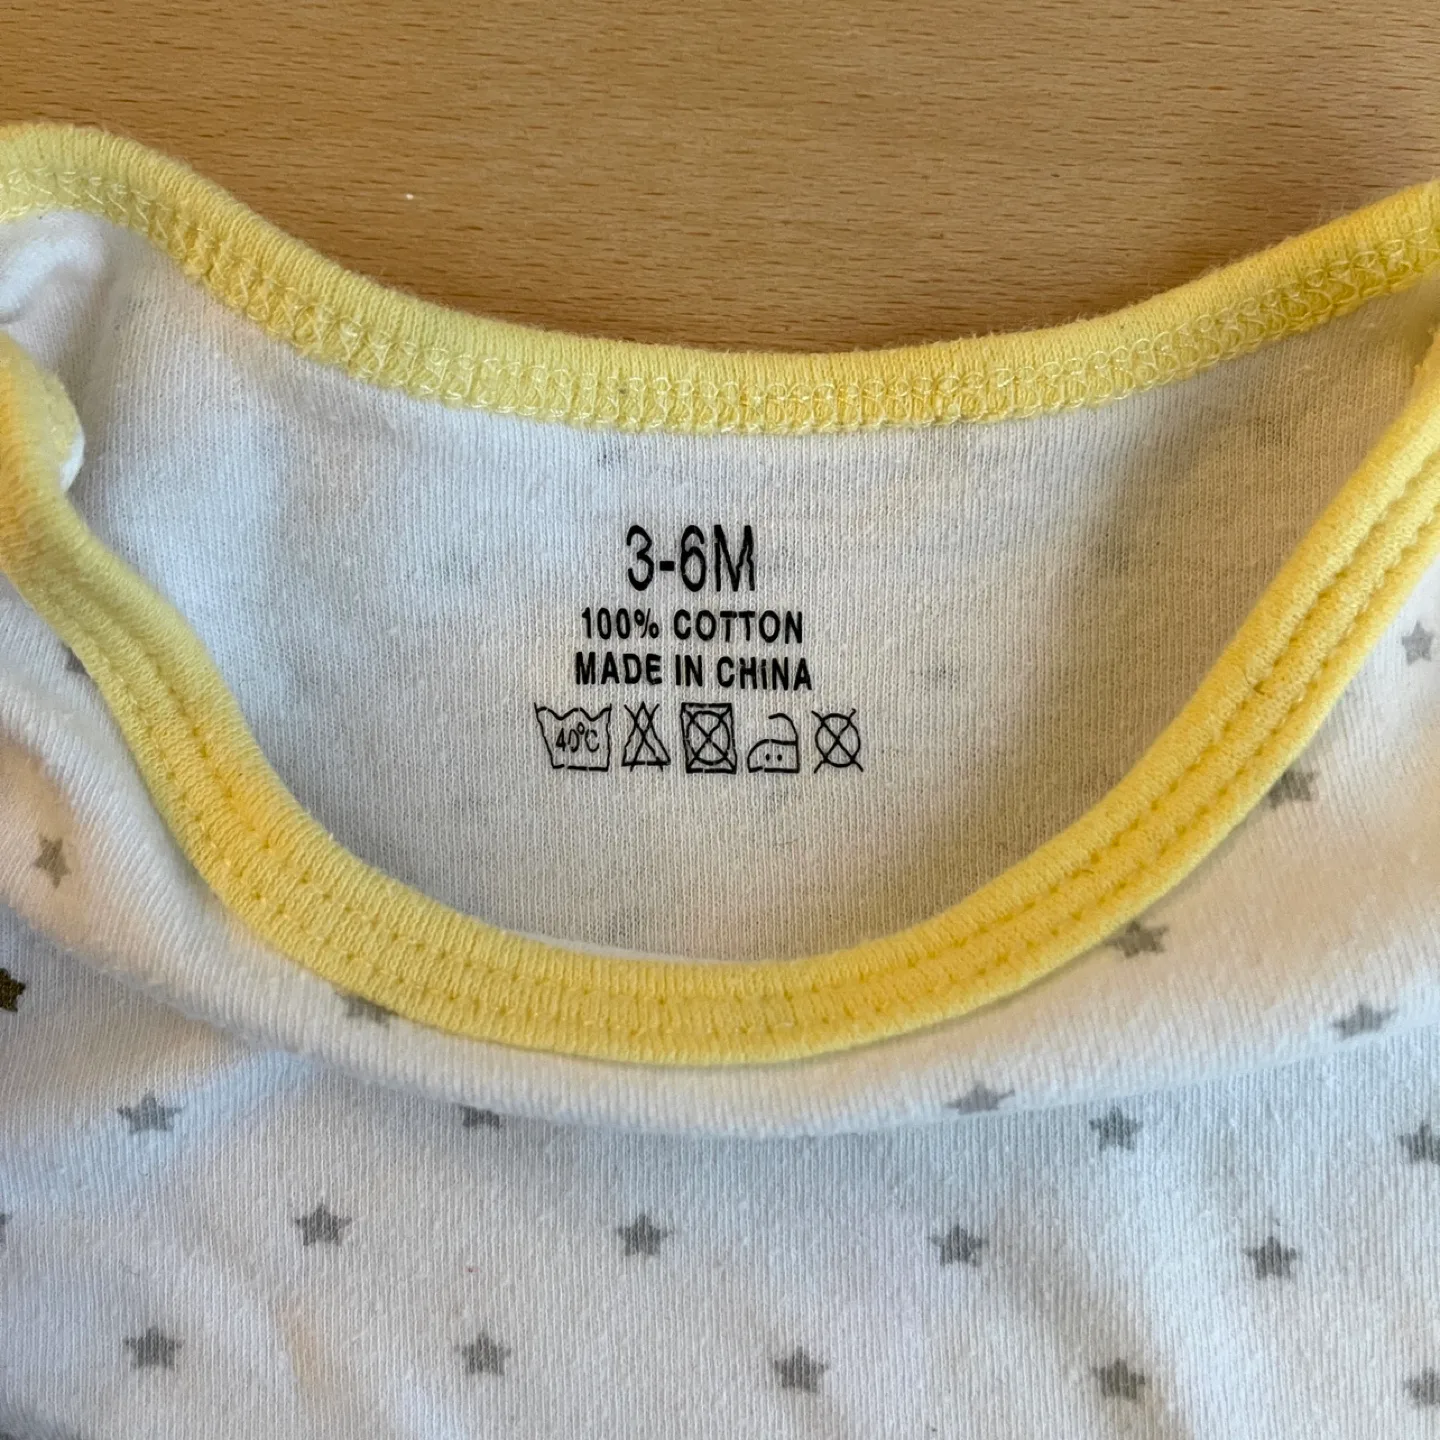 3-6M
100% COTTON
MADE IN CHINA
40°C